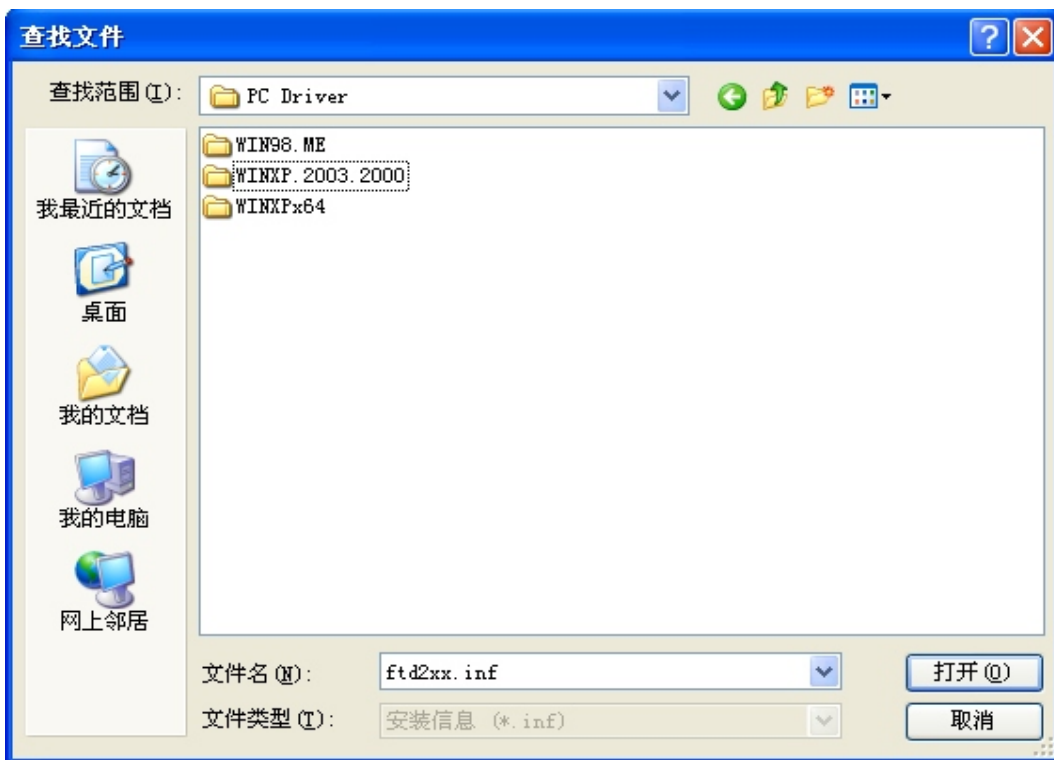 查找文件
查找范围(I):
PC Driver
WIN98.ME
WINXP.2003.2000
WINXPx64
我最近的文档
桌面
我的文档
我的电脑
网上邻居
文件名(N):
ftd2xx.inf
打开(O)
文件类型(T):
安装信息 (*.inf)
取消